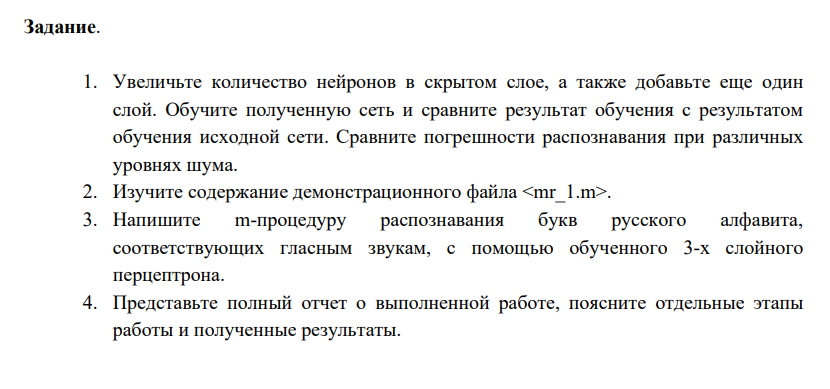 Задание.
1. Увеличьте количество нейронов в скрытом слое, а также добавьте еще один
слой. Обучите полученную сеть и сравните результат обучения с результатом
обучения исходной сети. Сравните погрешности распознавания при различных
уровнях шума.
2. Изучите содержание демонстрационного файла <mr_1.m>.
3. Напишите m-процедуру распознавания букв русского алфавита,
соответствующих гласным звукам, с помощью обученного 3-х слойного
перцептрона.
4. Представьте полный отчет о выполненной работе, поясните отдельные этапы
работы и полученные результаты.